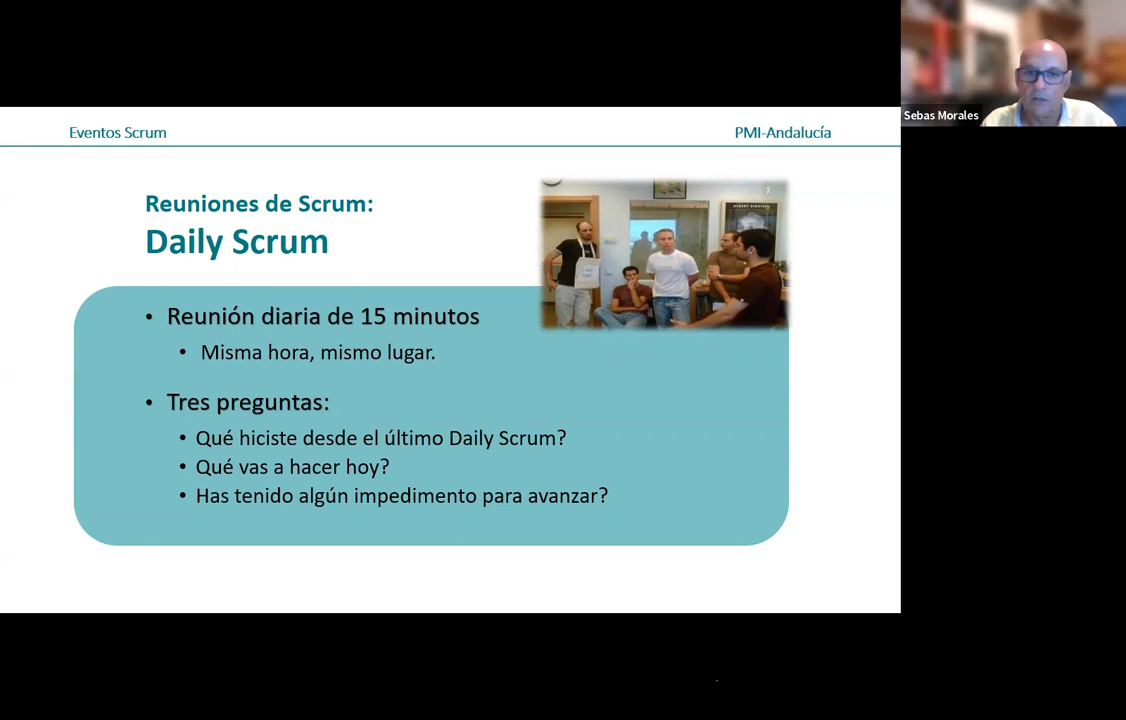 Sebas Morales
Eventos Scrum
PMI-Andalucía
Reuniones de Scrum:
Daily Scrum
• Reunión diaria de 15 minutos
• Misma hora, mismo lugar.
• Tres preguntas:
• Qué hiciste desde el último Daily Scrum?
• Qué vas a hacer hoy?
• Has tenido algún impedimento para avanzar?